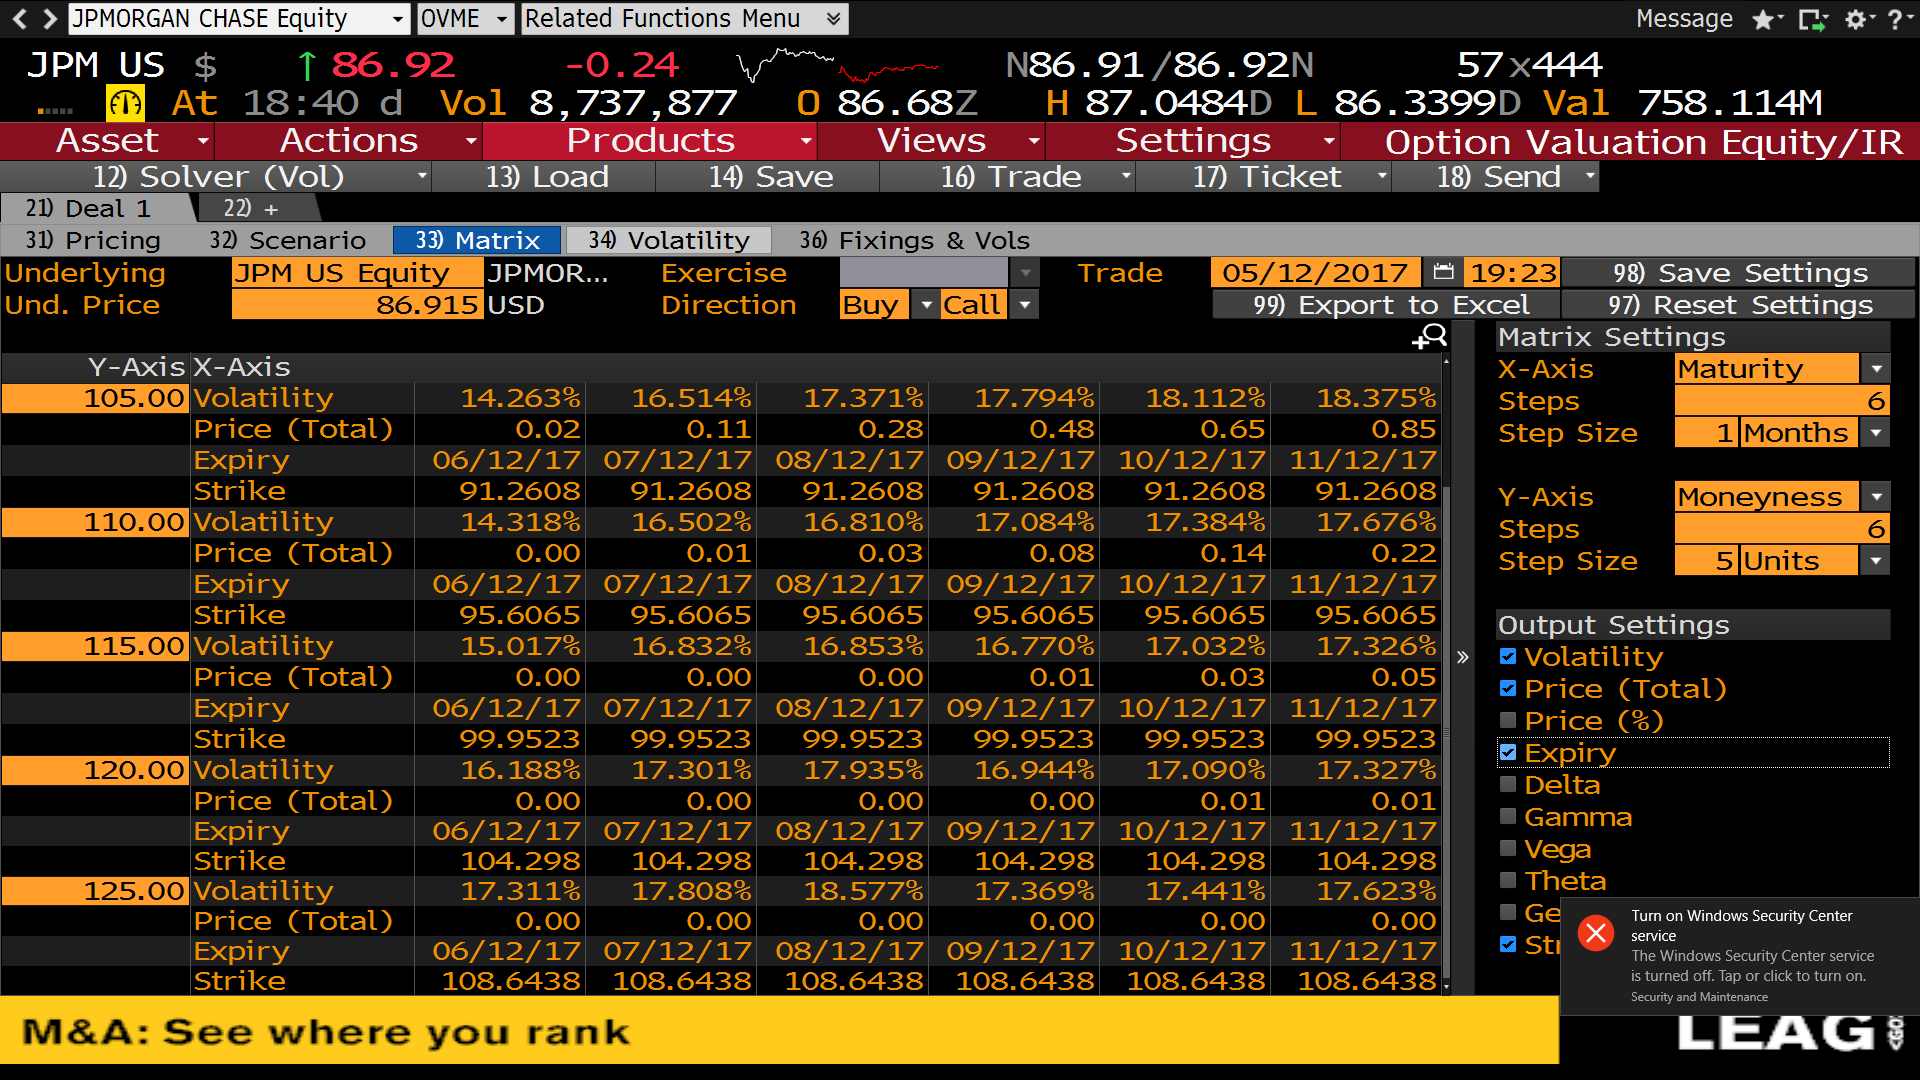 JPMORGAN CHASE Equity OVME Related Functions Menu Message ?
JPM US $ ↑ 86.92 -0.24 N86.91/86.92N 57x444
At 18:40 d Vol 8,737,877 O 86.68Z H 87.0484D L 86.3399D Val 758.114M
Asset Actions Products Views Settings Option Valuation Equity/IR
12) Solver (Vol) 13) Load 14) Save 16) Trade 17) Ticket 18) Send
21) Deal 1 22) +
31) Pricing 32) Scenario 33) Matrix 34) Volatility 36) Fixings & Vols
Underlying JPM US Equity JPMOR... Exercise Trade 05/12/2017 19:23 98) Save Settings
Und. Price 86.915 USD Direction Buy Call 99) Export to Excel 97) Reset Settings
Y-Axis X-Axis
105.00 Volatility 14.263% 16.514% 17.371% 17.794% 18.112% 18.375%
Price (Total) 0.02 0.11 0.28 0.48 0.65 0.85
Expiry 06/12/17 07/12/17 08/12/17 09/12/17 10/12/17 11/12/17
Strike 91.2608 91.2608 91.2608 91.2608 91.2608 91.2608
110.00 Volatility 14.318% 16.502% 16.810% 17.084% 17.384% 17.676%
Price (Total) 0.00 0.01 0.03 0.08 0.14 0.22
Expiry 06/12/17 07/12/17 08/12/17 09/12/17 10/12/17 11/12/17
Strike 95.6065 95.6065 95.6065 95.6065 95.6065 95.6065
115.00 Volatility 15.017% 16.832% 16.853% 16.770% 17.032% 17.326%
Price (Total) 0.00 0.00 0.00 0.01 0.03 0.05
Expiry 06/12/17 07/12/17 08/12/17 09/12/17 10/12/17 11/12/17
Strike 99.9523 99.9523 99.9523 99.9523 99.9523 99.9523
120.00 Volatility 16.188% 17.301% 17.935% 16.944% 17.090% 17.327%
Price (Total) 0.00 0.00 0.00 0.00 0.01 0.01
Expiry 06/12/17 07/12/17 08/12/17 09/12/17 10/12/17 11/12/17
Strike 104.298 104.298 104.298 104.298 104.298 104.298
125.00 Volatility 17.311% 17.808% 18.577% 17.369% 17.441% 17.623%
Price (Total) 0.00 0.00 0.00 0.00 0.00 0.00
Expiry 06/12/17 07/12/17 08/12/17 09/12/17 10/12/17 11/12/17
Strike 108.6438 108.6438 108.6438 108.6438 108.6438 108.6438
Matrix Settings
X-Axis Maturity
Steps 6
Step Size 1 Months
Y-Axis Moneyness
Steps 6
Step Size 5 Units
Output Settings
Volatility
Price (Total)
Price (%)
Expiry
Delta
Gamma
Vega
Theta
Turn on Windows Security Center
service
The Windows Security Center service
is turned off. Tap or click to turn on.
Security and Maintenance
M&A: See where you rank
LEAG <GO>